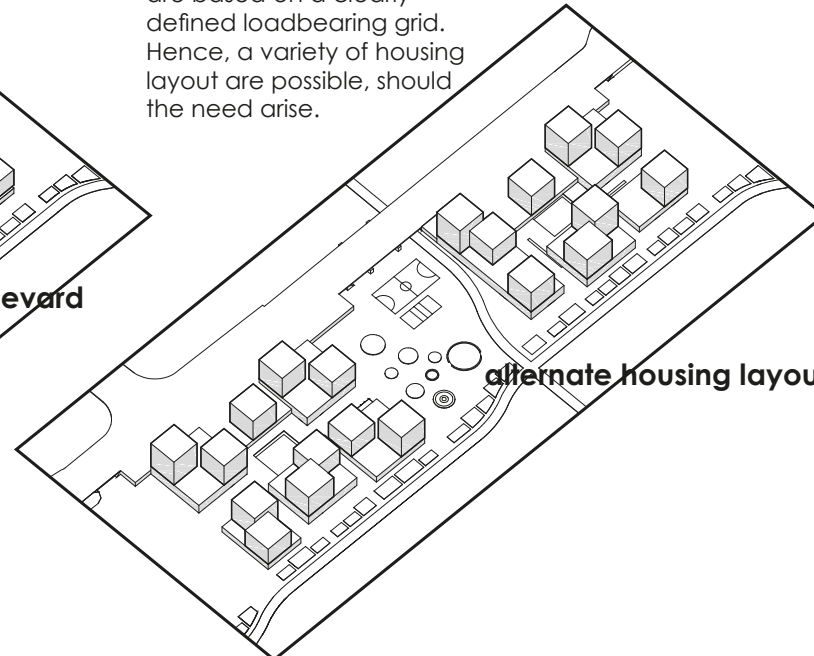 defined loadbearing grid.
Hence, a variety of housing
layout are possible, should
the need arise.
evard
alternate housing layou